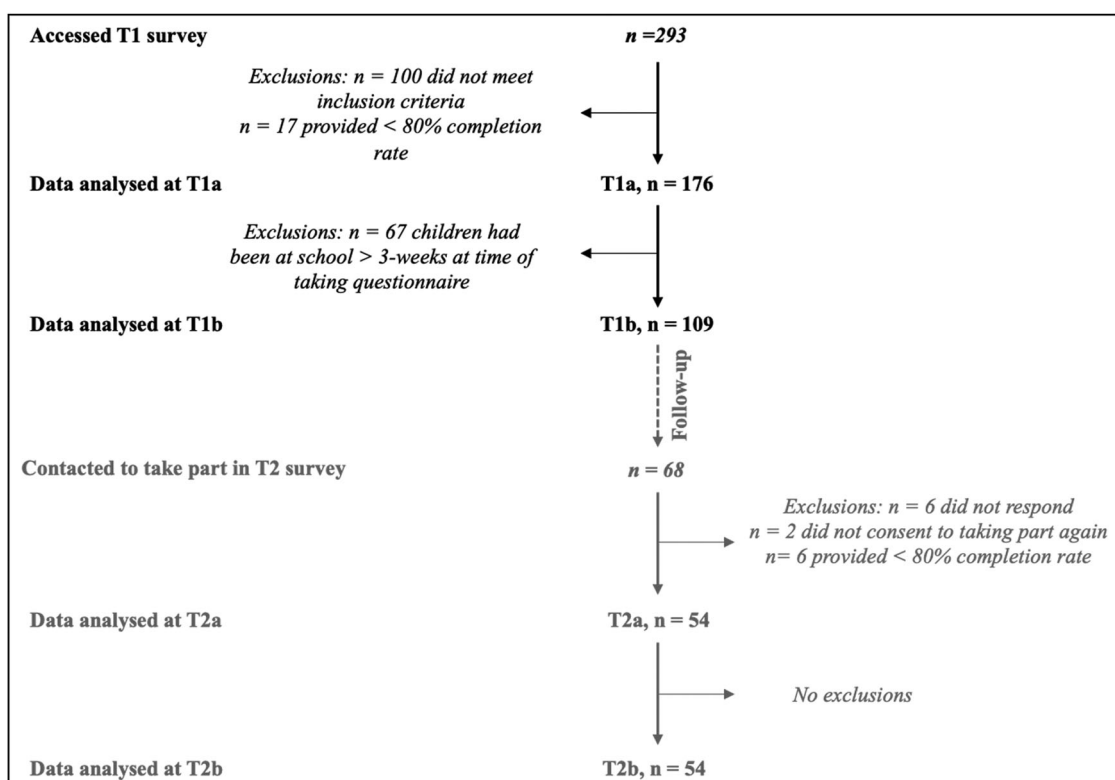 Accessed T1 survey
n =293
Exclusions: n = 100 did not meet
inclusion criteria
n = 17 provided < 80% completion
rate
Data analysed at T1a
T1a, n = 176
Exclusions: n = 67 children had
been at school > 3-weeks at time of
taking questionnaire
Data analysed at T1b
T1b, n = 109
Follow-up
Contacted to take part in T2 survey
n = 68
Exclusions: n = 6 did not respond
n = 2 did not consent to taking part again
n= 6 provided < 80% completion rate
Data analysed at T2a
T2a, n = 54
No exclusions
Data analysed at T2b
T2b, n = 54